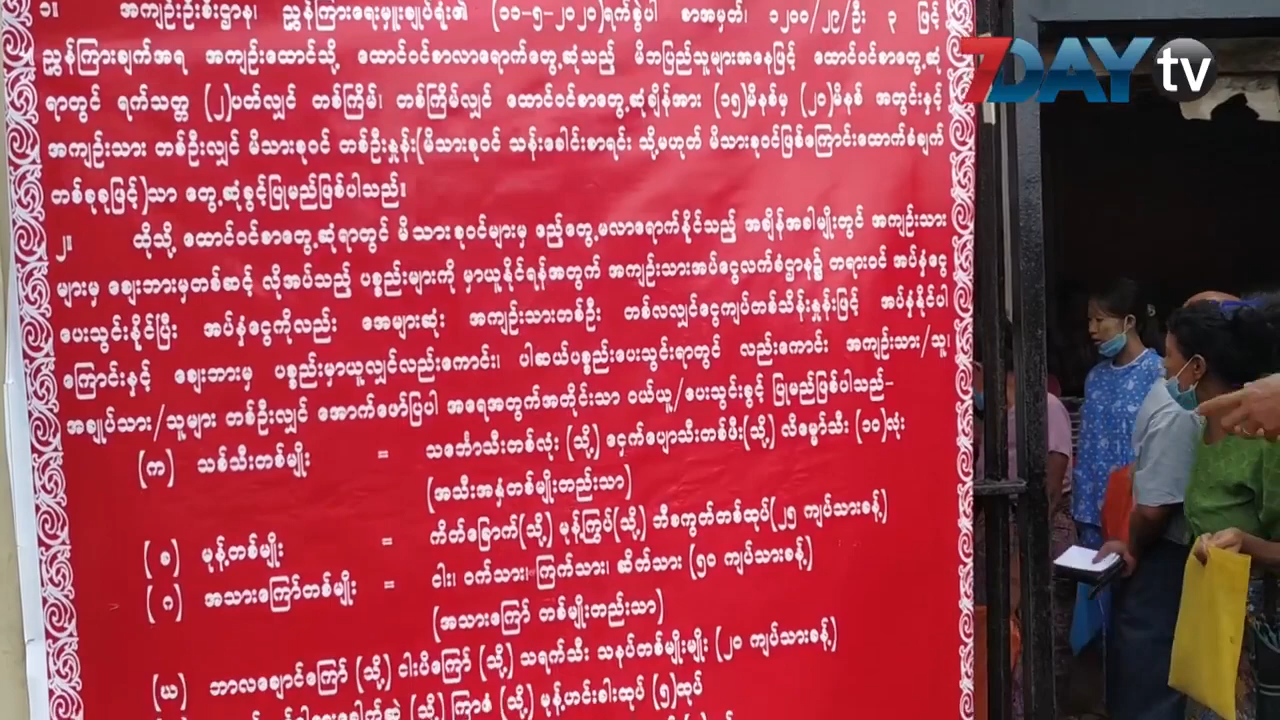 ၁။ အကျဉ်းဦးစီးဌာန၊ ညွှန်ကြားရေးမှူးချုပ်ရုံး၏ (၁၀-၅-၂၀၂၁)ရက်စွဲပါ စာအမှတ်၊ ၁၂၀၀/၂၉/ဦး ၃ ဖြင့်
ညွှန်ကြားချက်အရ အကျဉ်းထောင်သို့ ထောင်ဝင်စာလာရောက်တွေ့ဆုံသည့် မိဘပြည်သူများအနေဖြင့် ထောင်ဝင်စာတွေ့ဆုံ
ရာတွင် ရက်သတ္တ (၂)ပတ်လျှင် တစ်ကြိမ်၊ တစ်ကြိမ်လျှင် ထောင်ဝင်စာတွေ့ဆုံချိန်အား (၁၅)မိနစ်မှ (၂၀)မိနစ် အတွင်းနှင့်
အကျဉ်းသား တစ်ဦးလျှင် မိသားစုဝင် တစ်ဦးနှုန်း(မိသားစုဝင် သန်းခေါင်စာရင်း သို့မဟုတ် မိသားစုဝင်ဖြစ်ကြောင်းထောက်ခံချက်
တစ်ခုခုဖြင့်)သာ တွေ့ဆုံခွင့်ပြုမည်ဖြစ်ပါသည်။
၂။ ထိုသို့ ထောင်ဝင်စာတွေ့ဆုံရာတွင် မိသားစုဝင်များမှ ဧည့်တွေ့မလာရောက်နိုင်သည့် အချိန်အခါမျိုးတွင် အကျဉ်းသား
များမှ ဈေးဘားမှတစ်ဆင့် လိုအပ်သည့် ပစ္စည်းများကို မှာယူနိုင်ရန်အတွက် အကျဉ်းသားအပ်ငွေလက်ခံဌာန၌ တရားဝင် အပ်နှံငွေ
ပေးသွင်းနိုင်ပြီး အပ်နှံငွေကိုလည်း အေများဆုံး အကျဉ်းသားတစ်ဦး တစ်လလျှင်ငွေကျပ်တစ်သိန်းနှုန်းဖြင့် အပ်နှံနိုင်ပါ
ကြောင်းနှင့် ဈေးဘားမှ ပစ္စည်းမှာယူလျှင်လည်းကောင်း၊ ပါဆယ်ပစ္စည်းပေးသွင်းရာတွင် လည်းကောင်း အကျဉ်းသား/သူ၊
အချုပ်သား/သူများ တစ်ဦးလျှင် အောက်ဖော်ပြပါ အရေအတွက်အတိုင်းသာ ဝယ်ယူ/ပေးသွင်းခွင့် ပြုမည်ဖြစ်ပါသည်-
(က) သစ်သီးတစ်မျိုး = သင်္ဘောသီးတစ်လုံး (သို့) ငှက်ပျောသီးတစ်ဖီး(သို့) လိမ္မော်သီး (၁၀)လုံး
(အသီးအနှံတစ်မျိုးတည်းသာ)
(ခ) မုန့်တစ်မျိုး = ကိတ်ခြောက်(သို့) မုန့်ကြွပ်(သို့) ဘီစကွတ်တစ်ထုပ်(၂၅ ကျပ်သားခန့်)
(ဂ) အသားကြော်တစ်မျိုး = ငါး၊ ဝက်သား၊ ကြက်သား၊ ဆိတ်သား (၅၀ ကျပ်သားခန့်)
(အသားကြော် တစ်မျိုးတည်းသာ)
(ဃ) ဘာလချောင်ကြော် (သို့) ငါးပိကြော် (သို့) သရက်သီး သနပ်တစ်မျိုးမျိုး (၂၀ ကျပ်သားခန့်)
(သို့) ကြာဇံ (သို့) မုန့်ဟင်းခါးထုပ် (၅)ထုပ်
7DAY tv